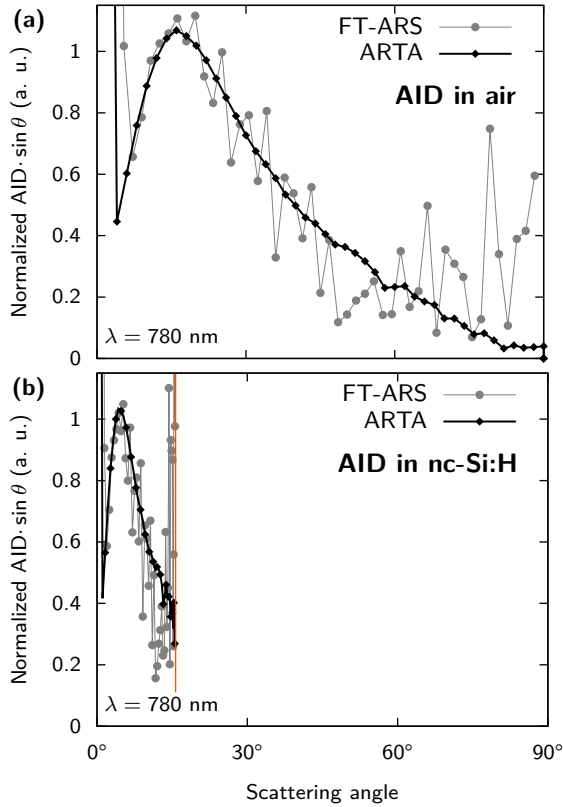 (a)
FT-ARS
ARTA
AID in air
Normalized AID· sin θ (a. u.)
1
0.8
0.6
0.4
0.2
0
λ = 780 nm
(b)
FT-ARS
ARTA
AID in nc-Si:H
Normalized AID· sin θ (a. u.)
1
0.8
0.6
0.4
0.2
0
λ = 780 nm
0° 30° 60° 90°
Scattering angle